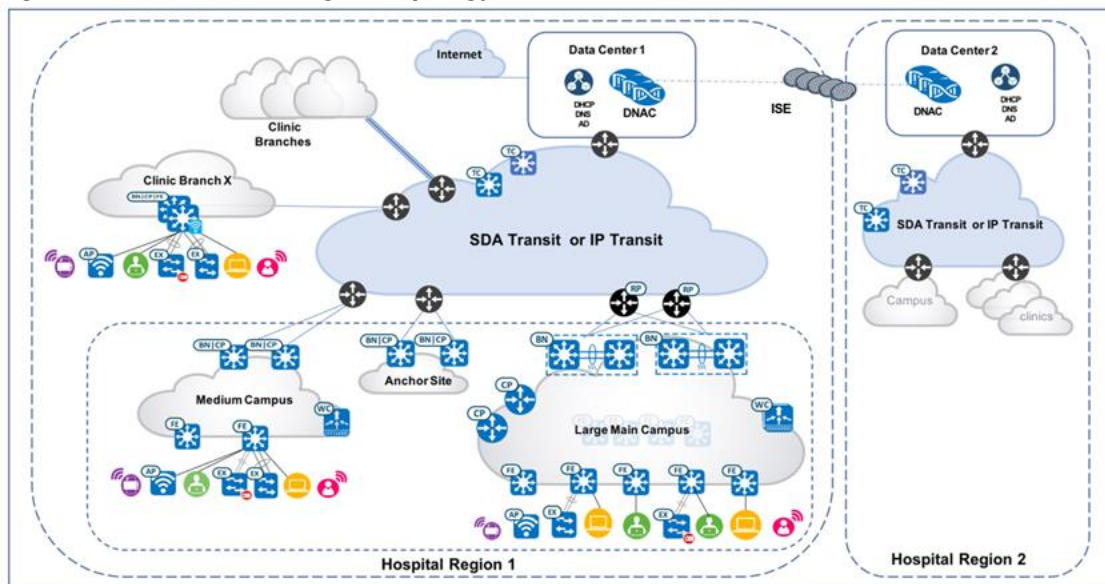 Internet
Data Center 1
DHCP
DNS
AD
DNAC
ISE
Data Center 2
DNAC
DHCP
DNS
AD
Clinic
Branches
Clinic Branch X
BN|CP|FE
AP
EX
EX
TC
TC
SDA Transit or IP Transit
RP
RP
TC
TC
SDA Transit or IP Transit
Campus
clinics
BN|CP
BN|CP
Medium Campus
WC
FE
FE
AP
EX
EX
BN|CP
BN|CP
Anchor Site
BN
BN
CP
CP
WC
Large Main Campus
FE
FE
FE
FE
FE
AP
EX
EX
Hospital Region 1
Hospital Region 2